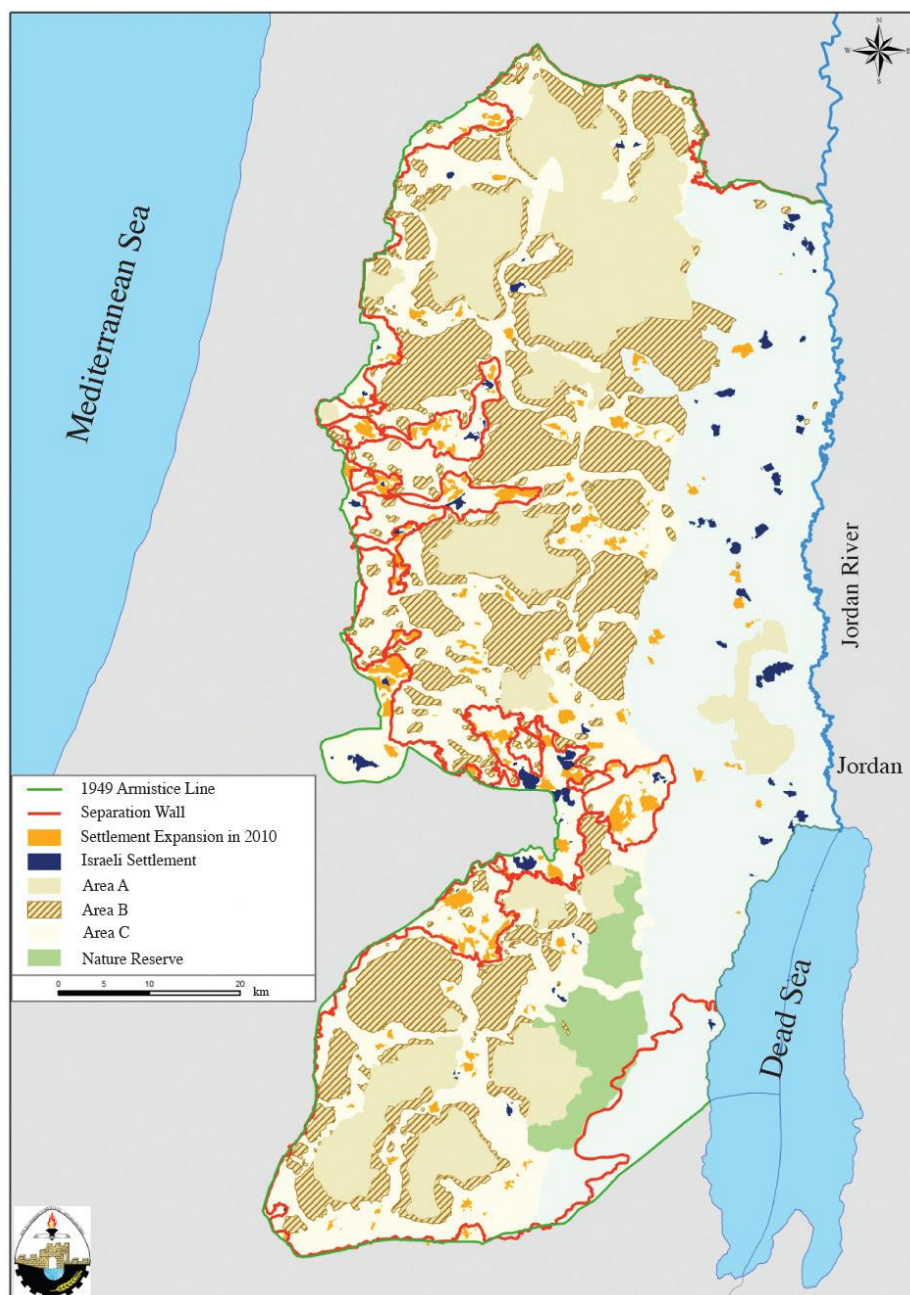 N
W
E
S
Mediterranean Sea
Jordan River
Jordan
1949 Armistice Line
Separation Wall
Settlement Expansion in 2010
Israeli Settlement
Area A
Area B
Area C
Nature Reserve
0 5 10 20
km
Dead Sea